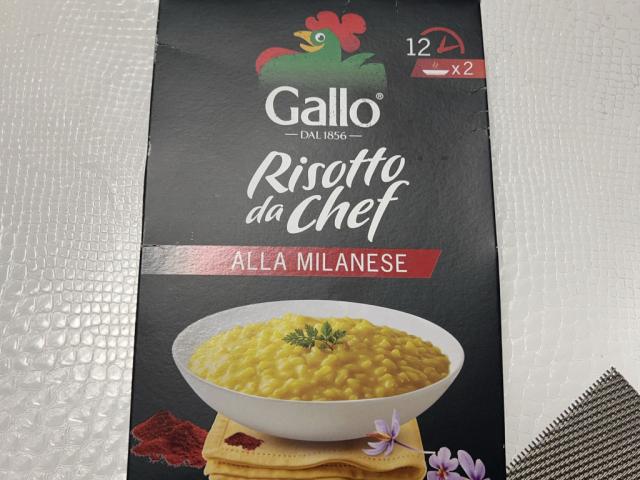 12
x2
Gallo®
DAL 1856
Risotto
da Chef
ALLA MILANESE